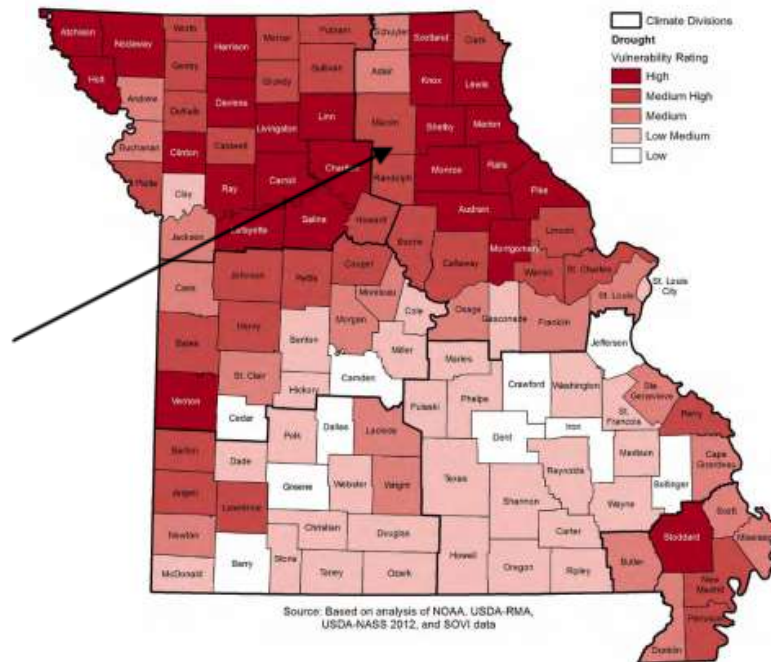 Climate Divisions
Drought
Vulnerability Rating
High
Medium High
Medium
Low Medium
Low
Atchison
Nodaway
Worth
Harrison
Mercer
Putnam
Schuyler
Scotland
Clark
Holt
Gentry
Grundy
Sullivan
Adair
Knox
Lewis
Andrew
DeKalb
Daviess
Livingston
Linn
Macon
Shelby
Marion
Buchanan
Clinton
Caldwell
Carroll
Chariton
Randolph
Monroe
Ralls
Pike
Platte
Clay
Ray
Lafayette
Saline
Howard
Boone
Audrain
Montgomery
Lincoln
Jackson
Cass
Johnson
Pettis
Cooper
Moniteau
Callaway
Warren
St. Charles
St. Louis
St. Louis
City
Bates
Henry
Morgan
Cole
Osage
Gasconade
Franklin
Jefferson
Benton
Miller
Maries
St. Clair
Hickory
Camden
Crawford
Washington
Ste
Genevieve
Vernon
Cedar
Polk
Dallas
Laclede
Pulaski
Phelps
Dent
Iron
St.
Francois
Perry
Barton
Dade
Greene
Webster
Wright
Texas
Reynolds
Madison
Bollinger
Cape
Girardeau
Jasper
Lawrence
Christian
Douglas
Shannon
Wayne
Scott
Newton
Stone
Howell
Carter
Stoddard
Mississippi
McDonald
Barry
Taney
Ozark
Oregon
Ripley
Butler
New
Madrid
Pemiscot
Dunklin
Source: Based on analysis of NOAA, USDA-RMA,
USDA-NASS 2012, and SOVI data